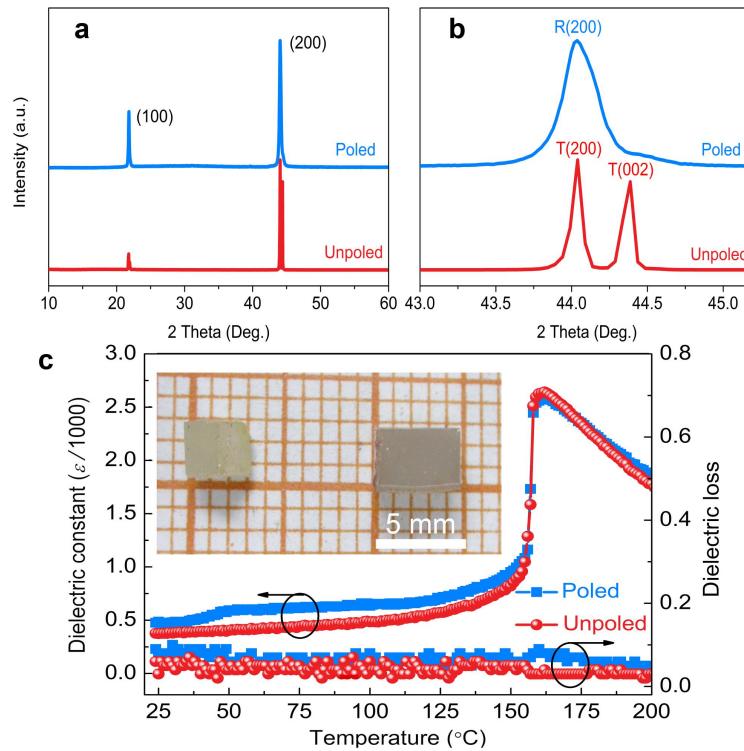 a
b
Intensity (a.u.)
(100)
(200)
Poled
Unpoled
10 20 30 40 50 60
2 Theta (Deg.)
R(200)
T(200)
T(002)
Poled
Unpoled
43.0 43.5 44.0 44.5 45.0
2 Theta (Deg.)
c
Dielectric constant (ε/1000)
3.0
2.5
2.0
1.5
1.0
0.5
0.0
5 mm
Poled
Unpoled
0.8
0.6
0.4
0.2
0.0
Dielectric loss
25 50 75 100 125 150 175 200
Temperature (°C)